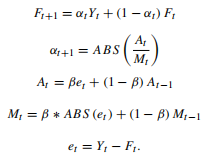 F_{t+1} = α_t Y_t + (1 − α_t) F_t
α_{t+1} = ABS (A_t / M_t)
A_t = βe_t + (1 − β) A_{t−1}
M_t = β * ABS (e_t) + (1 − β) M_{t−1}
e_t = Y_t − F_t.